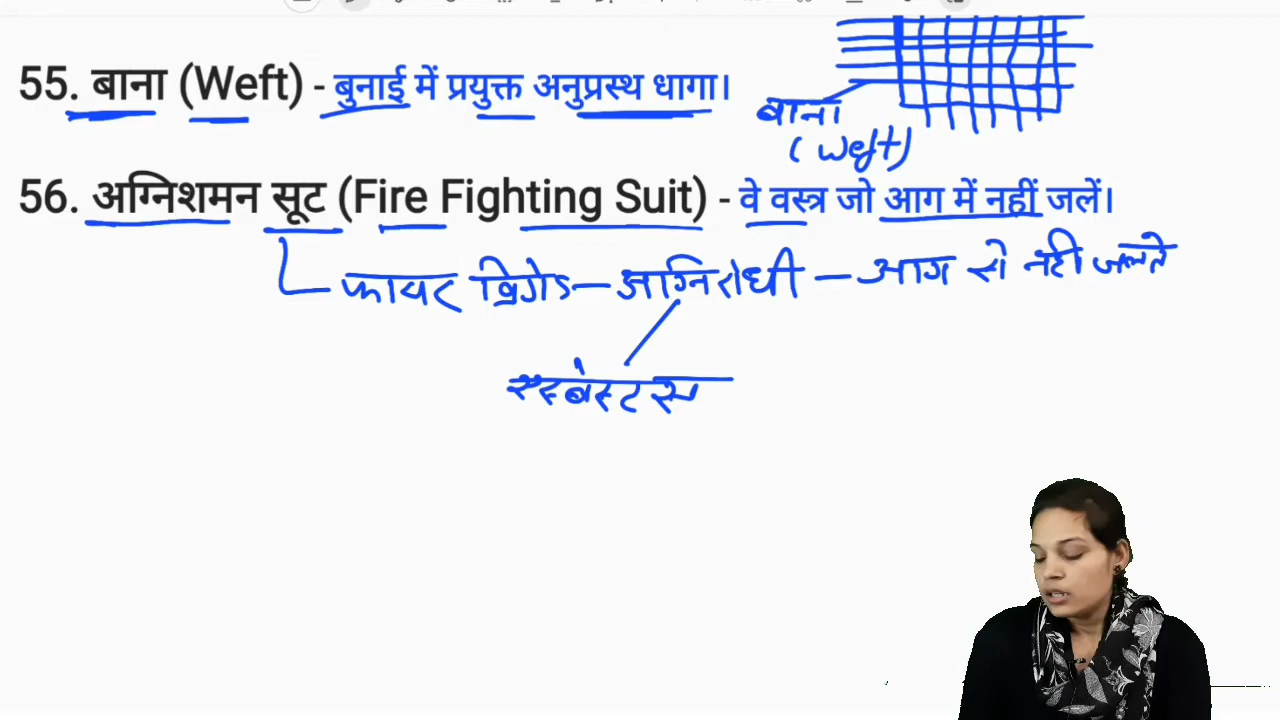 55. बाना (Weft) - बुनाई में प्रयुक्त अनुप्रस्थ धागा।
बाना
(Weft)
56. अग्निशमन सूट (Fire Fighting Suit) - वे वस्त्र जो आग में नहीं जलें।
फायर ब्रिगेड – अग्निरोधी – आग से नही जलते
एस्बेस्टस